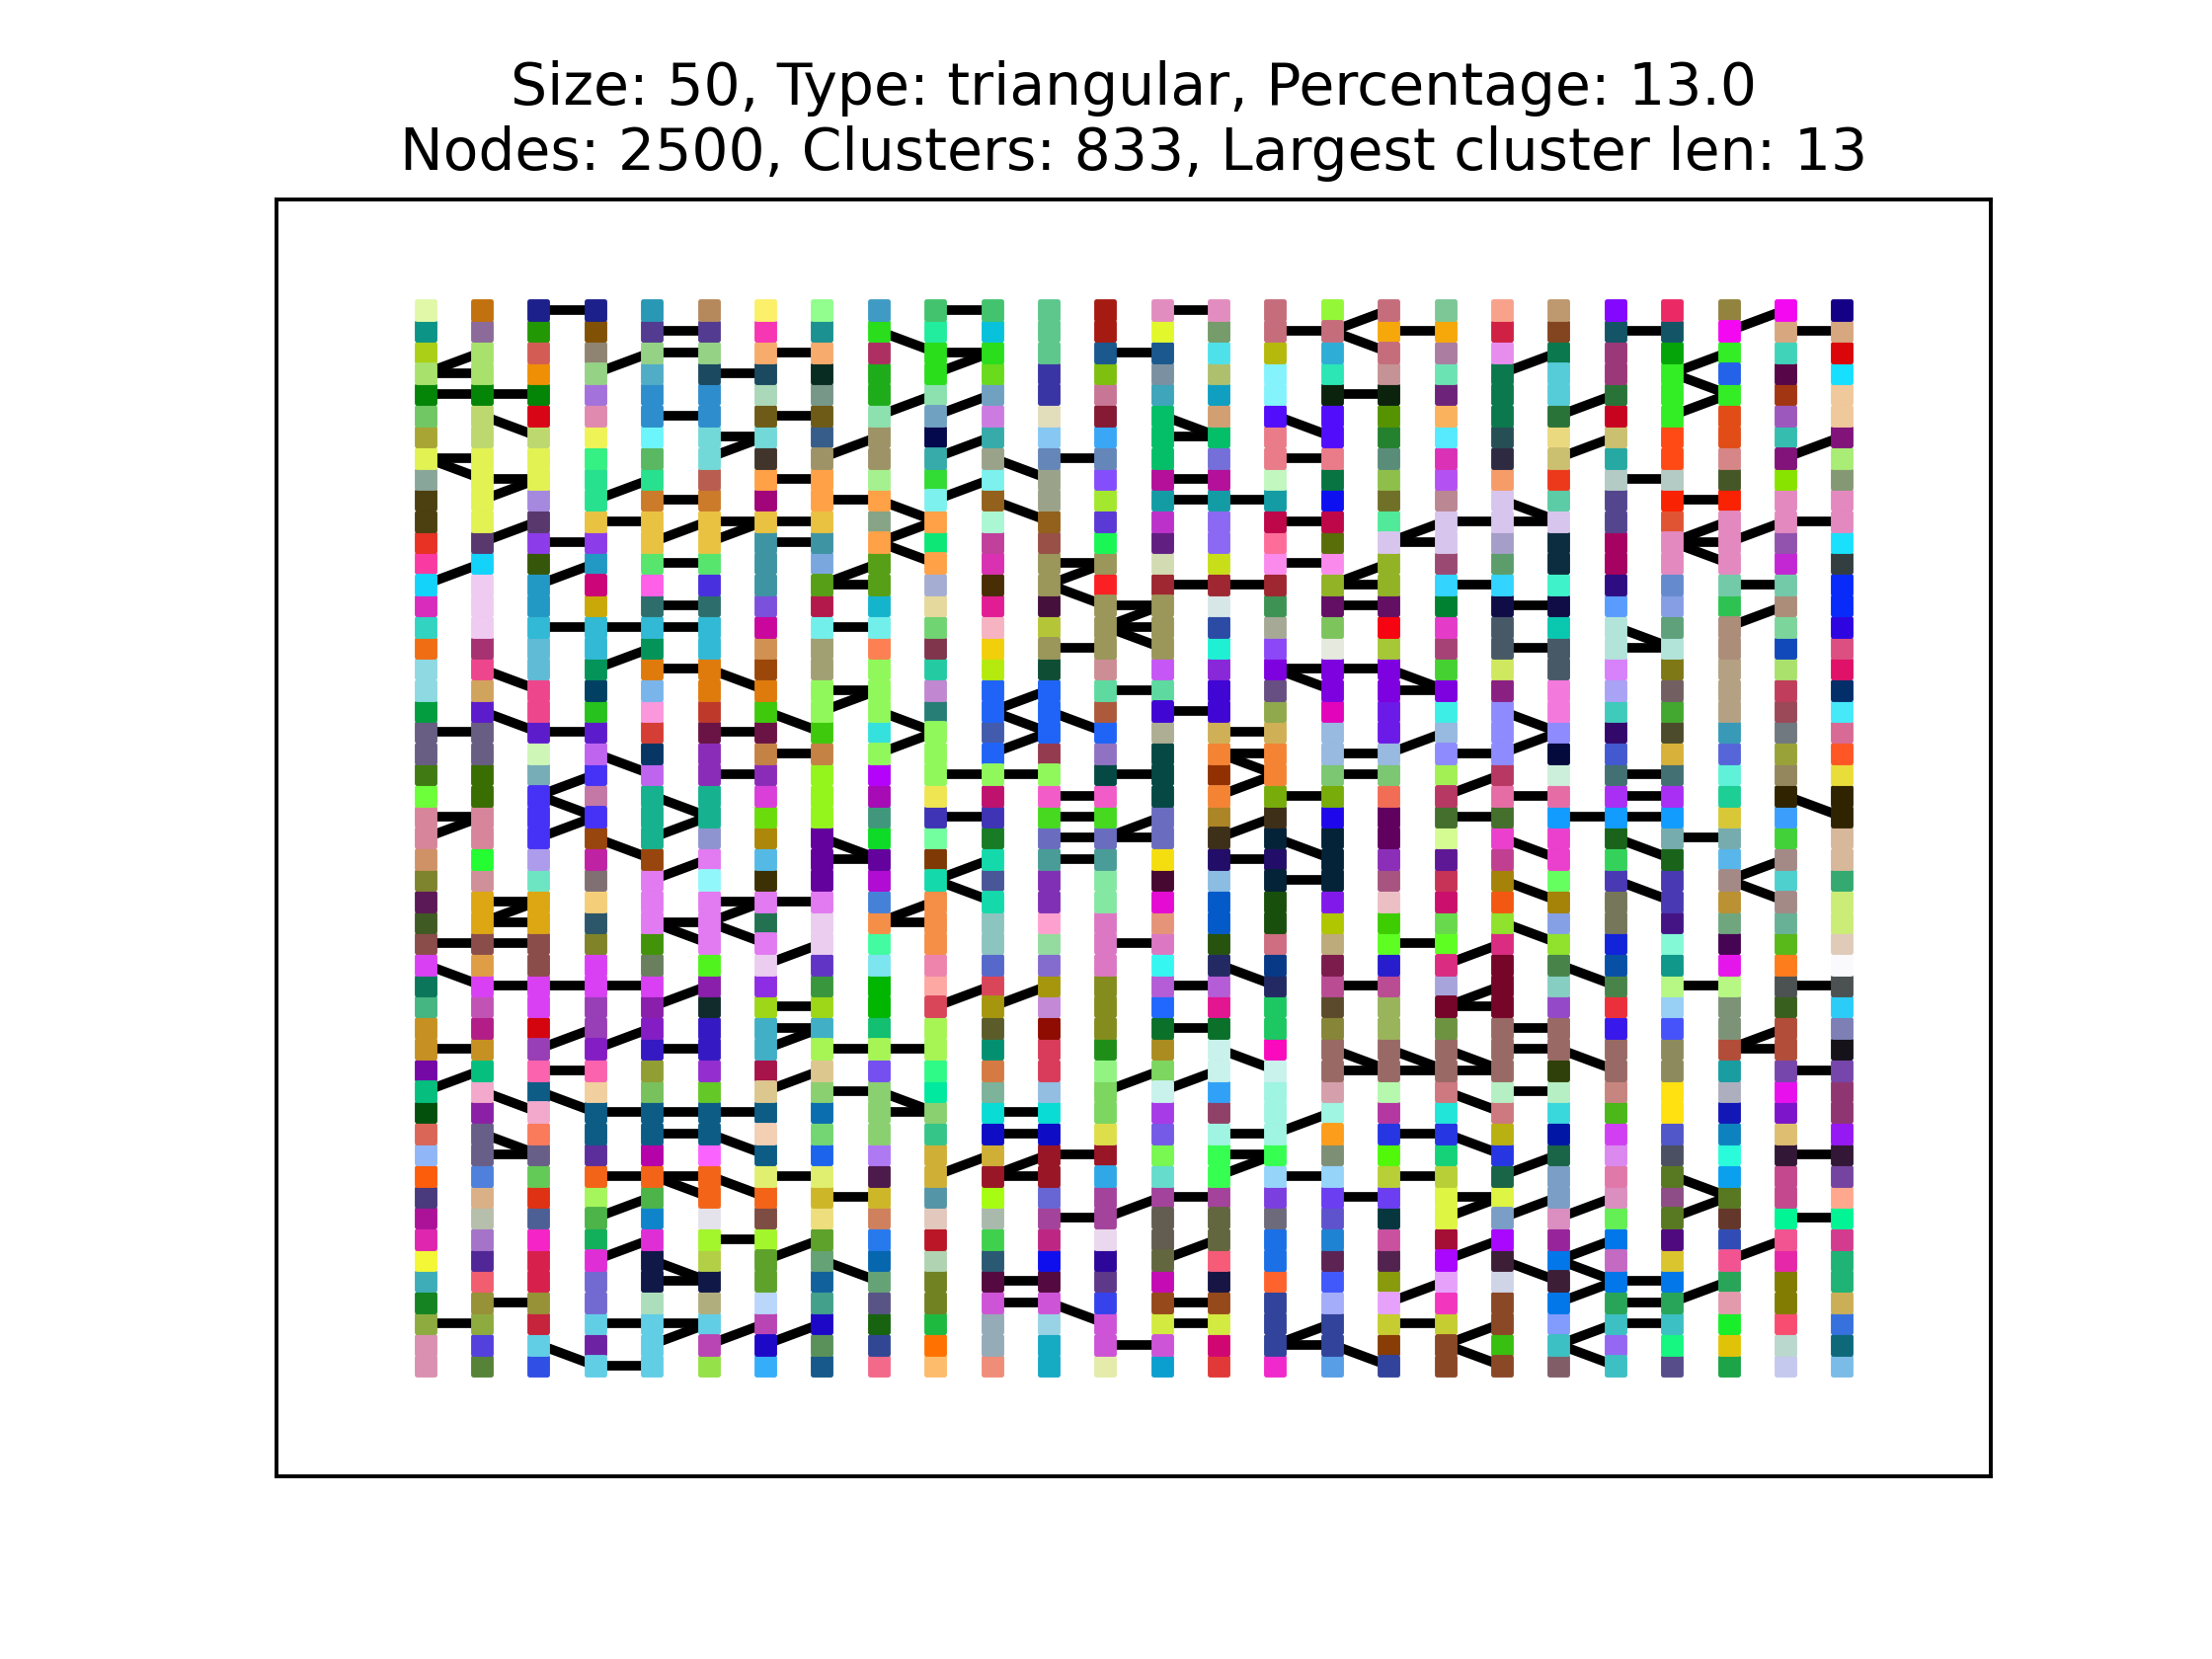 Size: 50, Type: triangular, Percentage: 13.0
Nodes: 2500, Clusters: 833, Largest cluster len: 13